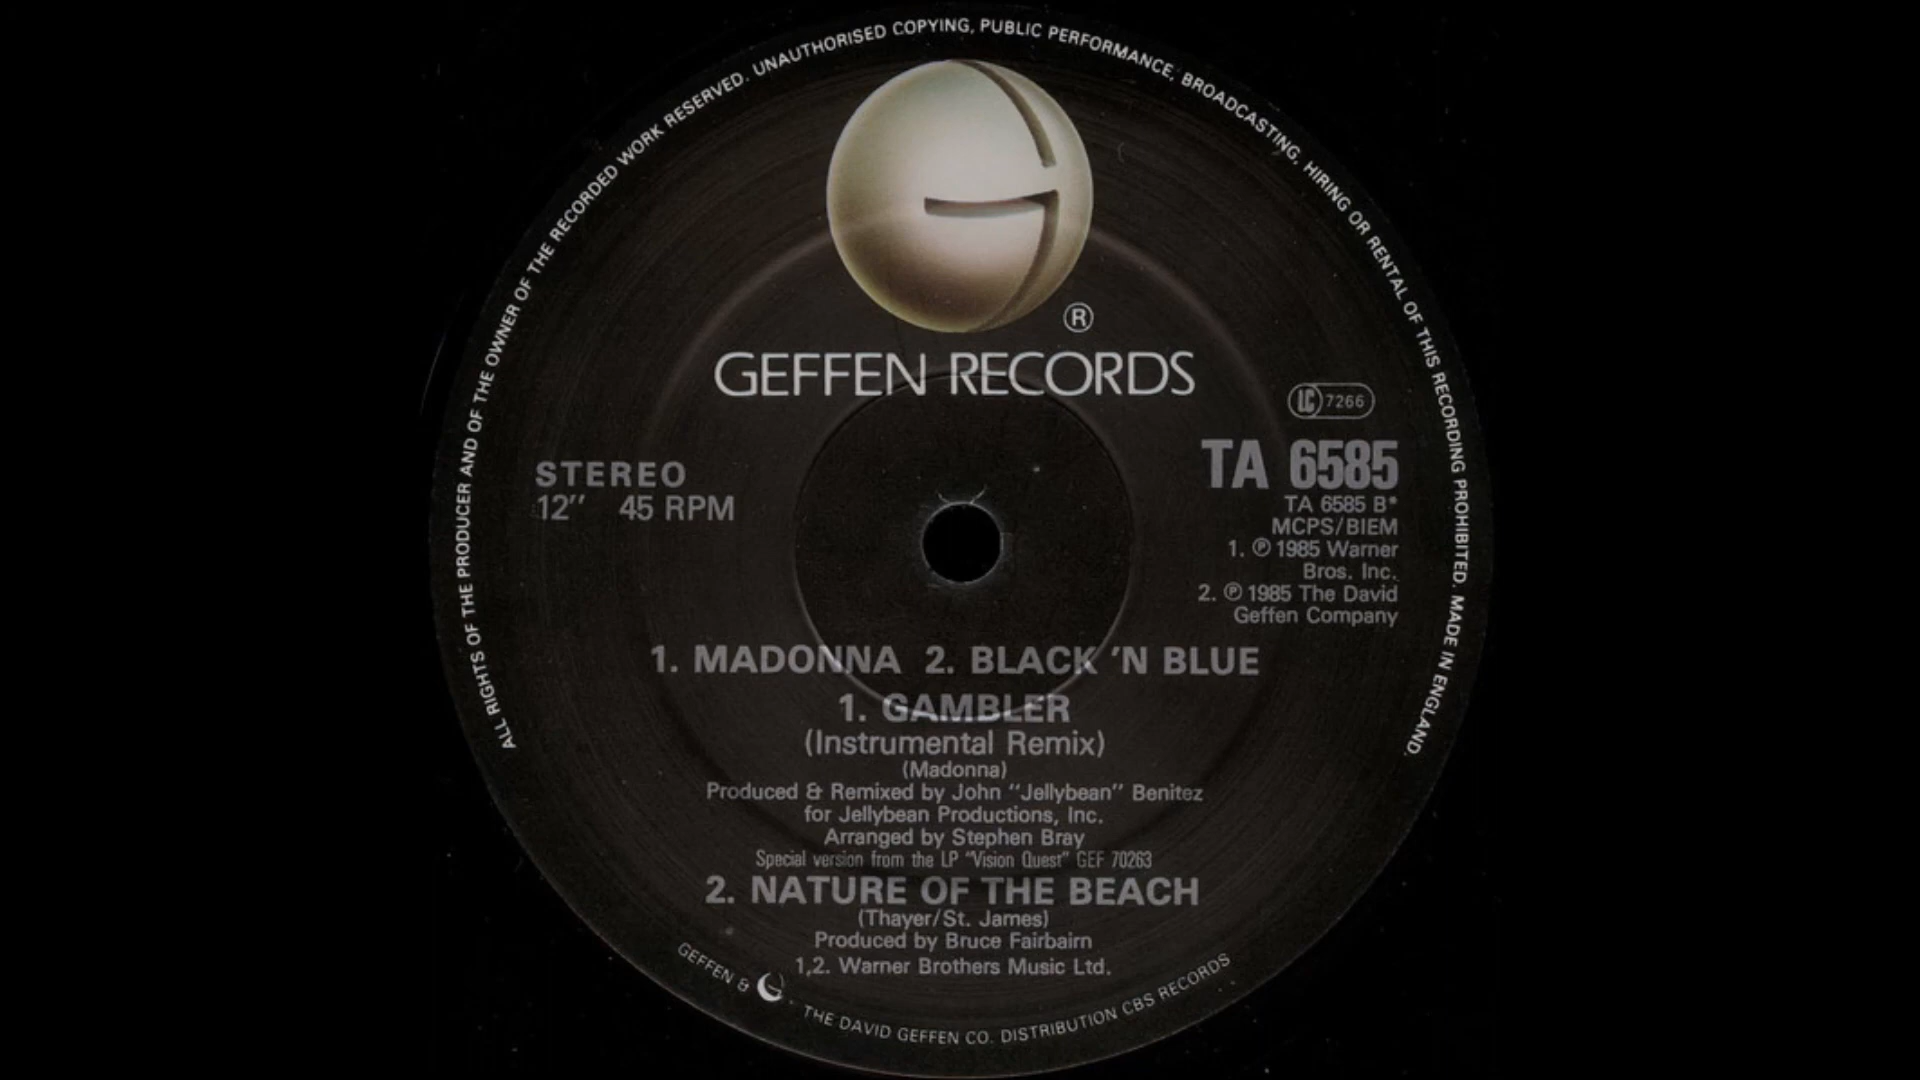 ALL RIGHTS OF THE PRODUCER AND OF THE OWNER OF THE RECORDED WORK RESERVED. UNAUTHORISED COPYING, PUBLIC PERFORMANCE, BROADCASTING, HIRING OR RENTAL OF THIS RECORDING PROHIBITED. MADE IN ENGLAND.
®
GEFFEN RECORDS
LC 7266
STEREO
12" 45 RPM
TA 6585
TA 6585 B*
MCPS/BIEM
1. ℗ 1985 Warner
Bros. Inc.
2. ℗ 1985 The David
Geffen Company
1. MADONNA 2. BLACK 'N BLUE
1. GAMBLER
(Instrumental Remix)
(Madonna)
Produced & Remixed by John "Jellybean" Benitez
for Jellybean Productions, Inc.
Arranged by Stephen Bray
Special version from the LP "Vision Quest" GEF 70263
2. NATURE OF THE BEACH
(Thayer/St. James)
Produced by Bruce Fairbairn
1,2. Warner Brothers Music Ltd.
GEFFEN & G. THE DAVID GEFFEN CO. DISTRIBUTION CBS RECORDS